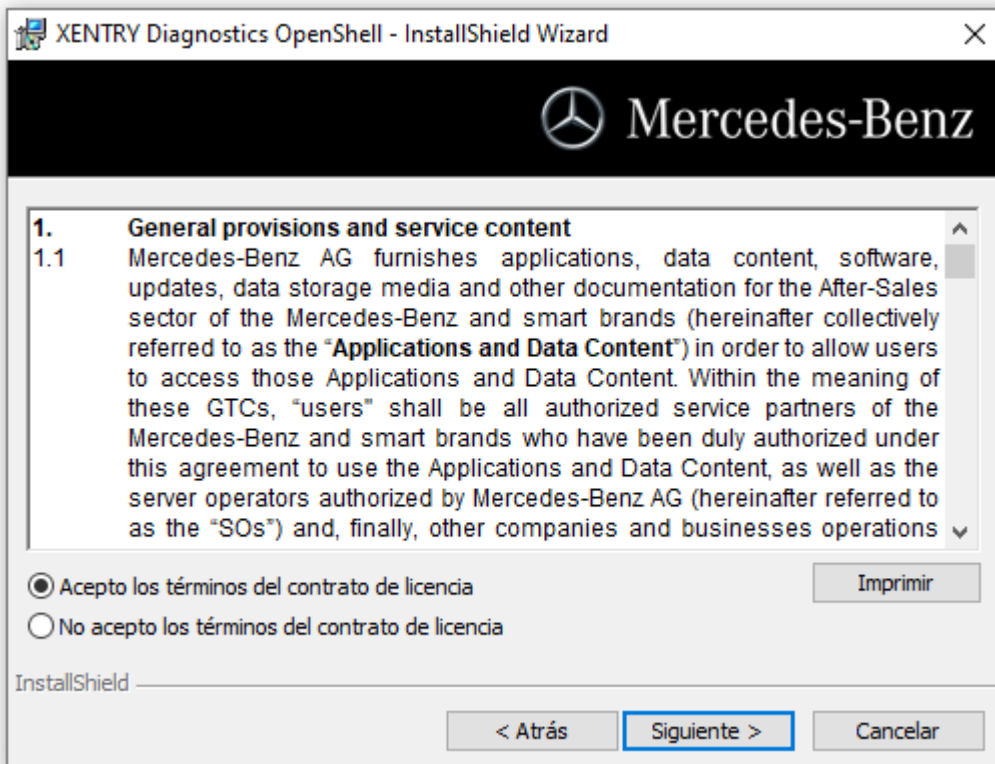 XENTRY Diagnostics OpenShell - InstallShield Wizard
Mercedes-Benz
1. General provisions and service content
1.1 Mercedes-Benz AG furnishes applications, data content, software,
updates, data storage media and other documentation for the After-Sales
sector of the Mercedes-Benz and smart brands (hereinafter collectively
referred to as the “Applications and Data Content”) in order to allow users
to access those Applications and Data Content. Within the meaning of
these GTCs, “users" shall be all authorized service partners of the
Mercedes-Benz and smart brands who have been duly authorized under
this agreement to use the Applications and Data Content, as well as the
server operators authorized by Mercedes-Benz AG (hereinafter referred to
as the “SOs”) and, finally, other companies and businesses operations
Acepto los términos del contrato de licencia
Imprimir
No acepto los términos del contrato de licencia
InstallShield
< Atrás
Siguiente >
Cancelar